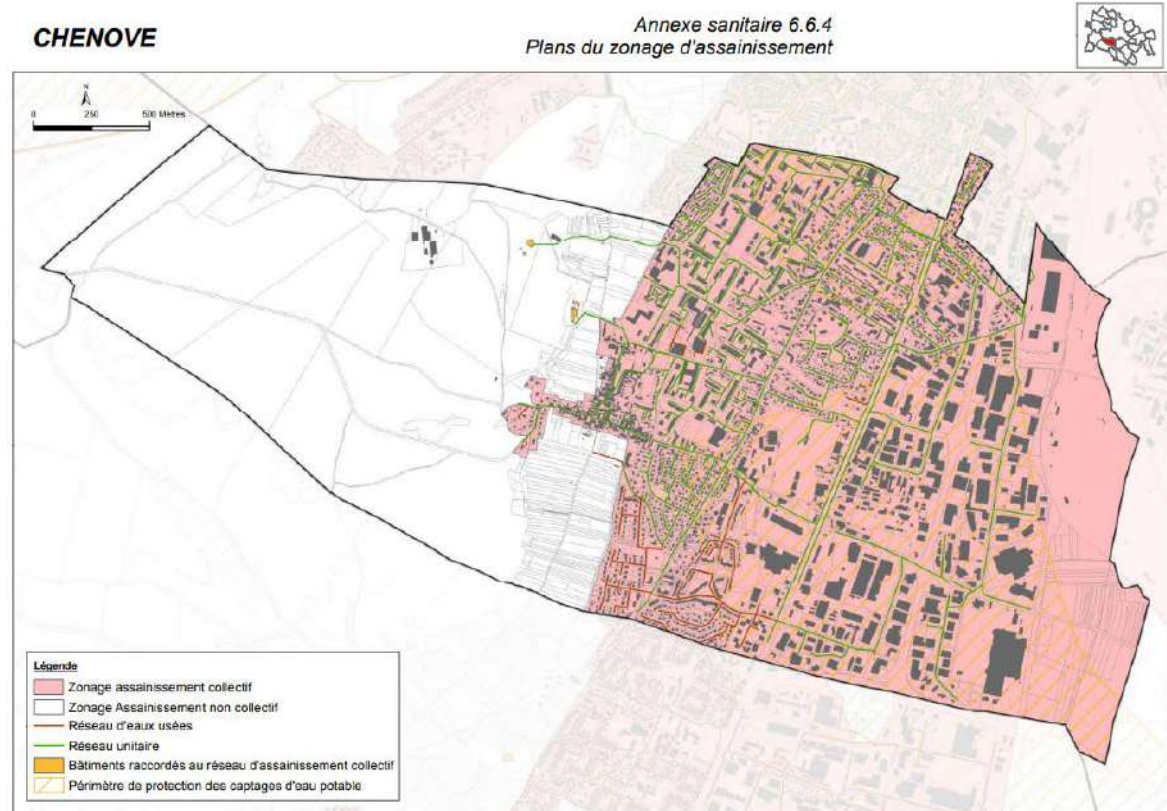 CHENOVE
Annexe sanitaire 6.6.4
Plans du zonage d'assainissement
N
0 250 500 Mètres
Légende
Zonage assainissement collectif
Zonage Assainissement non collectif
Réseau d'eaux usées
Réseau unitaire
Bâtiments raccordés au réseau d'assainissement collectif
Périmètre de protection des captages d'eau potable